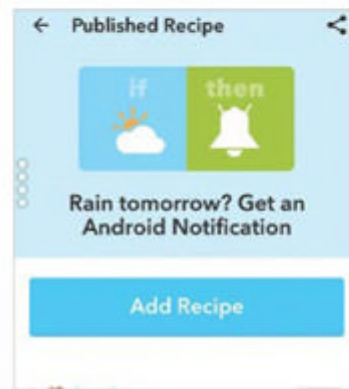 Published Recipe
if then
Rain tomorrow? Get an
Android Notification
Add Recipe